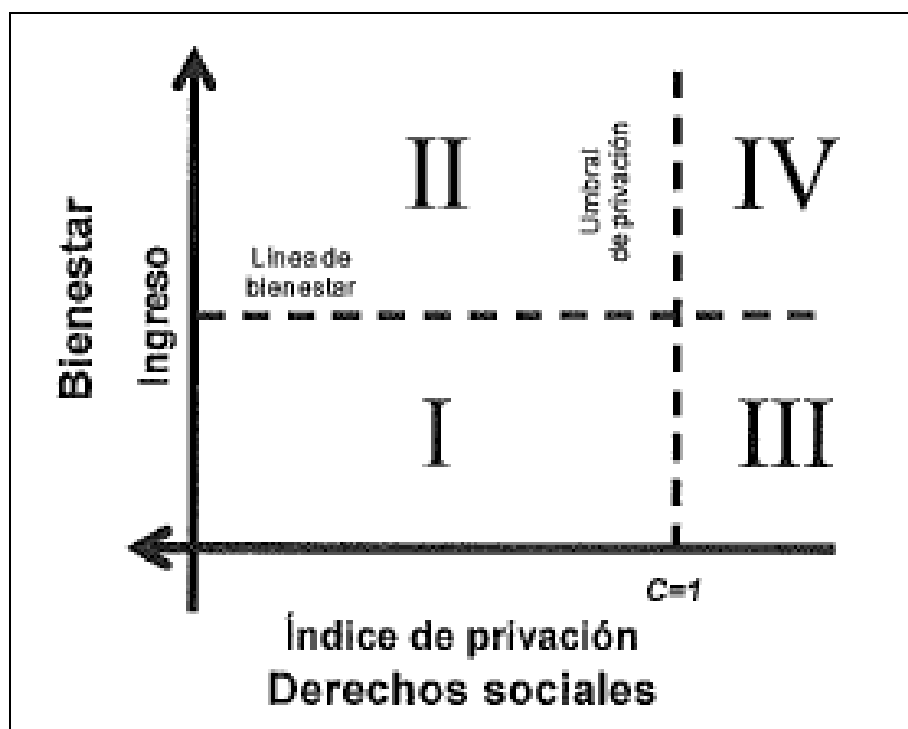 Bienestar
Ingreso
II
IV
Umbral
de privación
Línea de
bienestar
I
III
C=1
Índice de privación
Derechos sociales